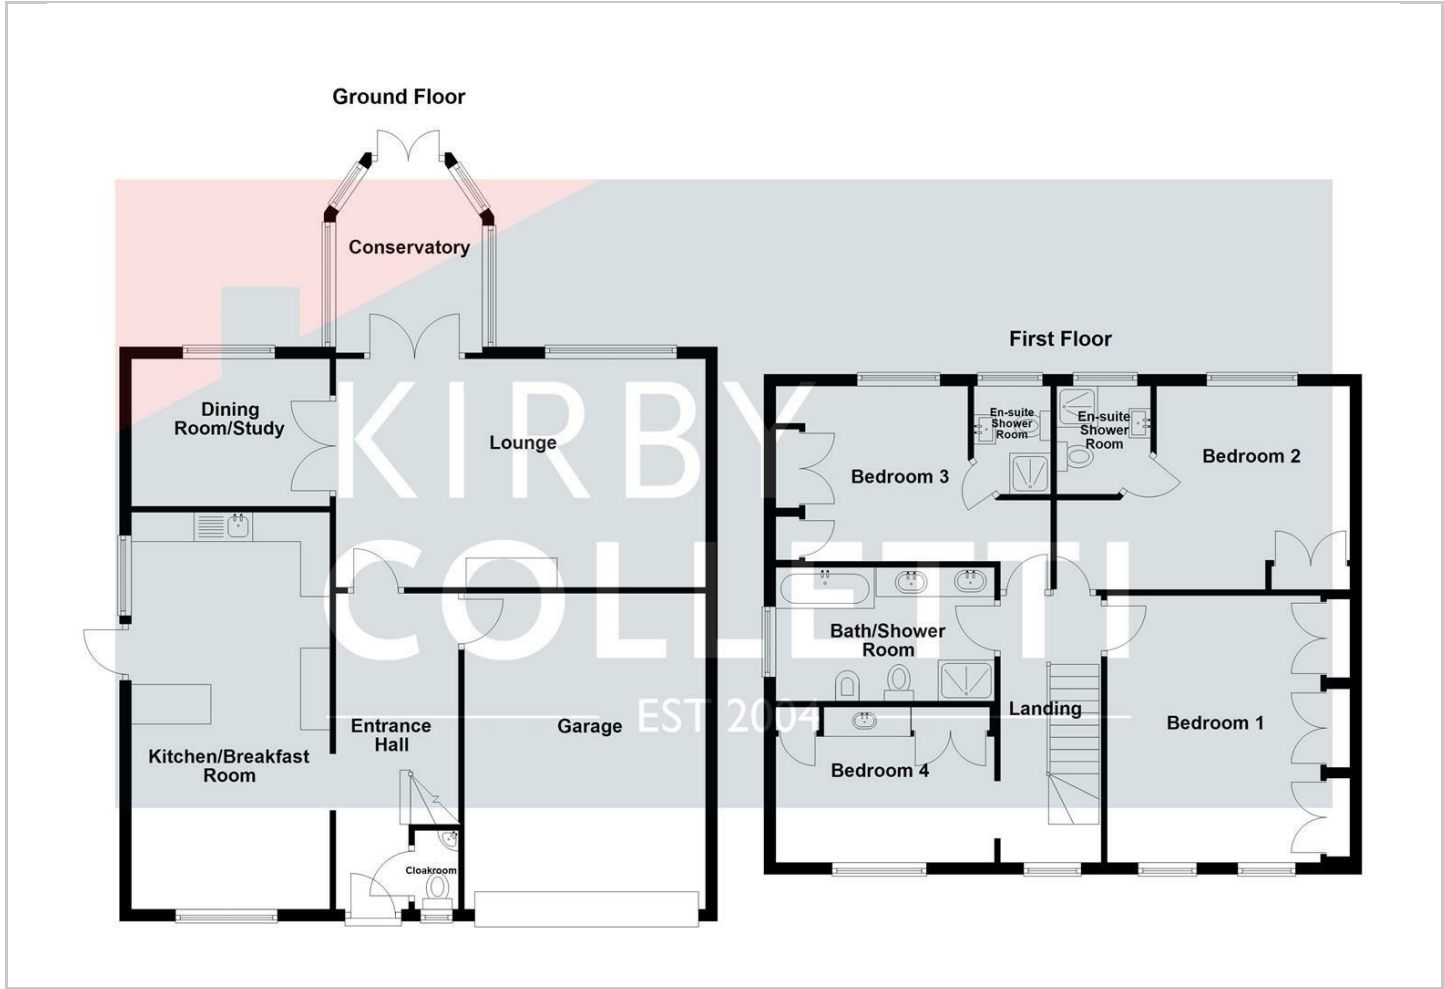 Ground Floor
Conservatory
Dining
Room/Study
Lounge
Kitchen/Breakfast
Room
Entrance
Hall
Garage
Cloakroom
First Floor
Bedroom 3
En-suite
Shower
Room
En-suite
Shower
Room
Bedroom 2
Bath/Shower
Room
Landing
Bedroom 1
Bedroom 4
KIRBY
COLLETTI
EST 2004